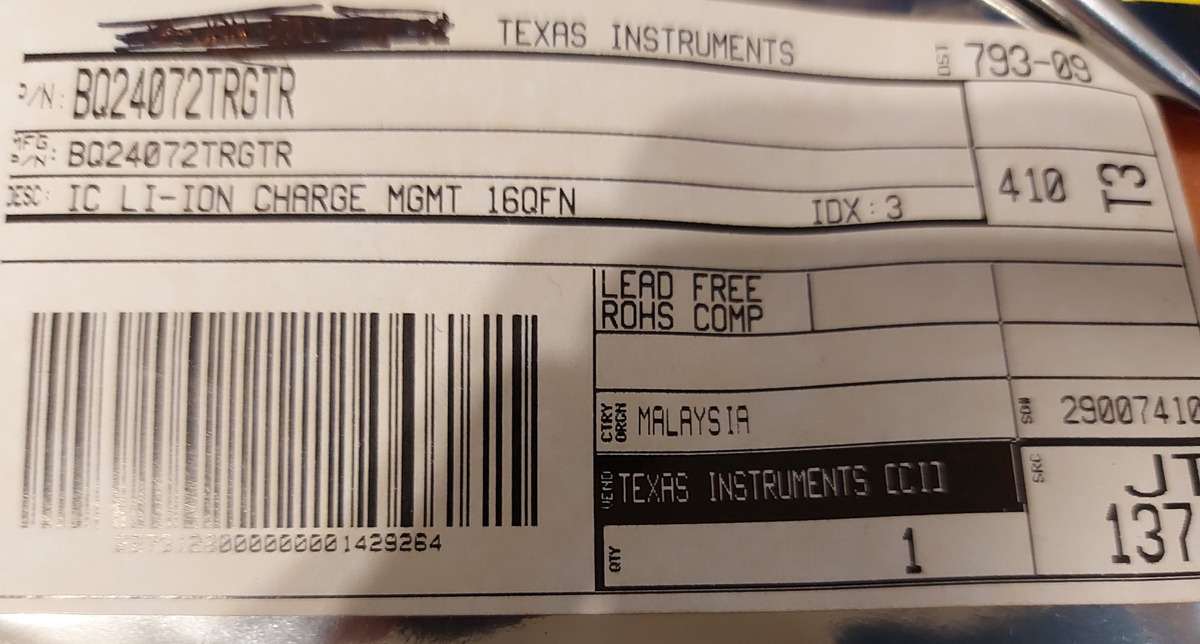 TEXAS INSTRUMENTS
DST 793-09
P/N: BQ24072TRGTR
MFG P/N: BQ24072TRGTR
410 T3
DESC: IC LI-ION CHARGE MGMT 16QFN IDX:3
LEAD FREE
ROHS COMP
CTRY ORGN MALAYSIA
29007410
VEND TEXAS INSTRUMENTS [CI]
SRC JT
137
QTY 1